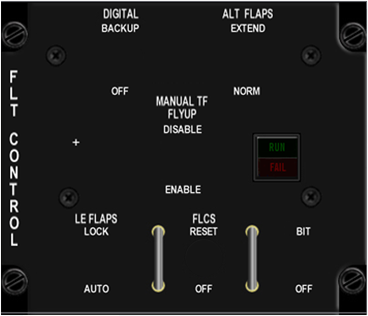 DIGITAL
BACKUP
ALT FLAPS
EXTEND
FLT CONTROL
OFF
NORM
MANUAL TF
FLYUP
DISABLE
RUN
FAIL
ENABLE
LE FLAPS
LOCK
FLCS
RESET
BIT
AUTO
OFF
OFF